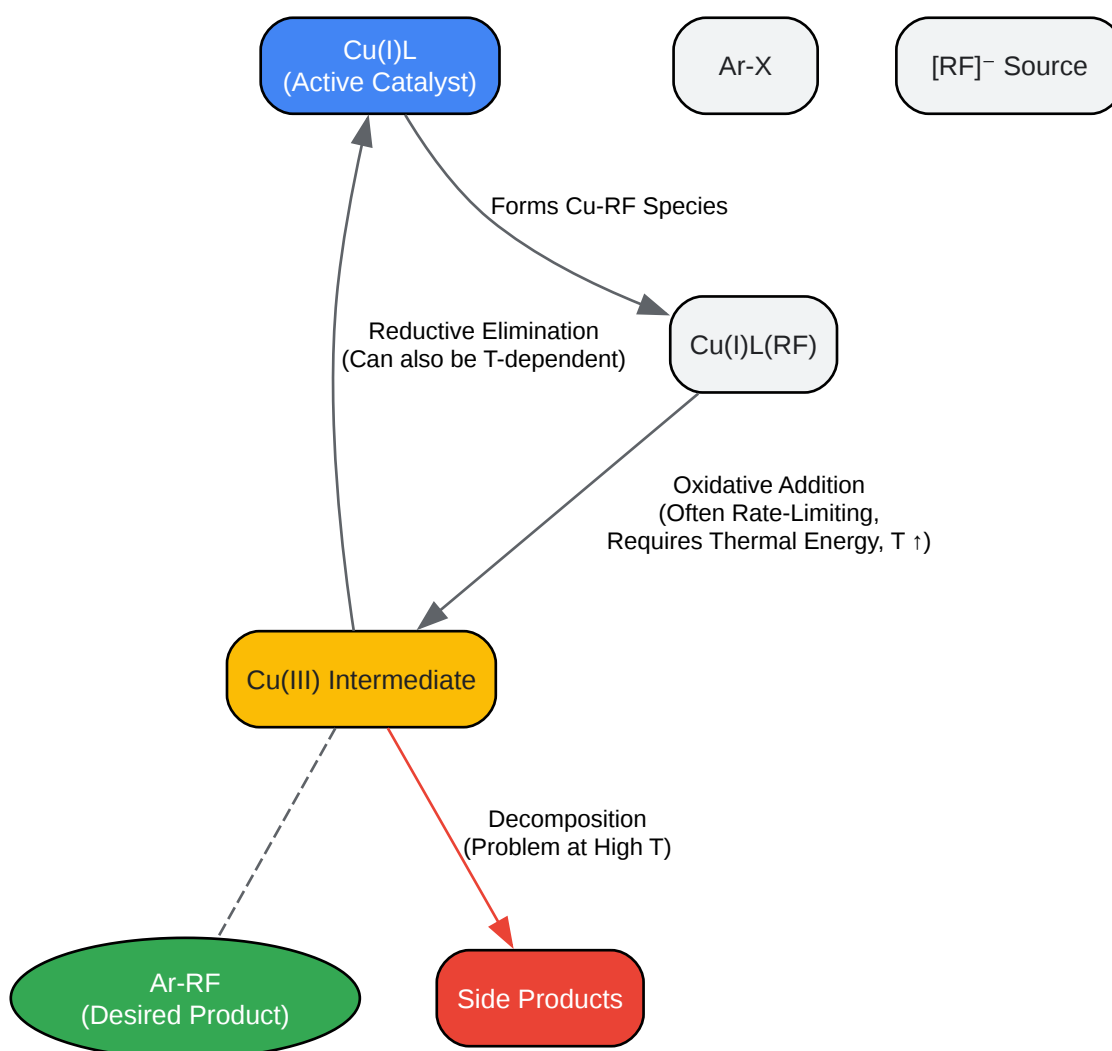 Cu(I)L
(Active Catalyst)
Ar-X
[RF]⁻ Source
Forms Cu-RF Species
Reductive Elimination
(Can also be T-dependent)
Cu(I)L(RF)
Oxidative Addition
(Often Rate-Limiting,
Requires Thermal Energy, T ↑)
Cu(III) Intermediate
Decomposition
(Problem at High T)
Ar-RF
(Desired Product)
Side Products